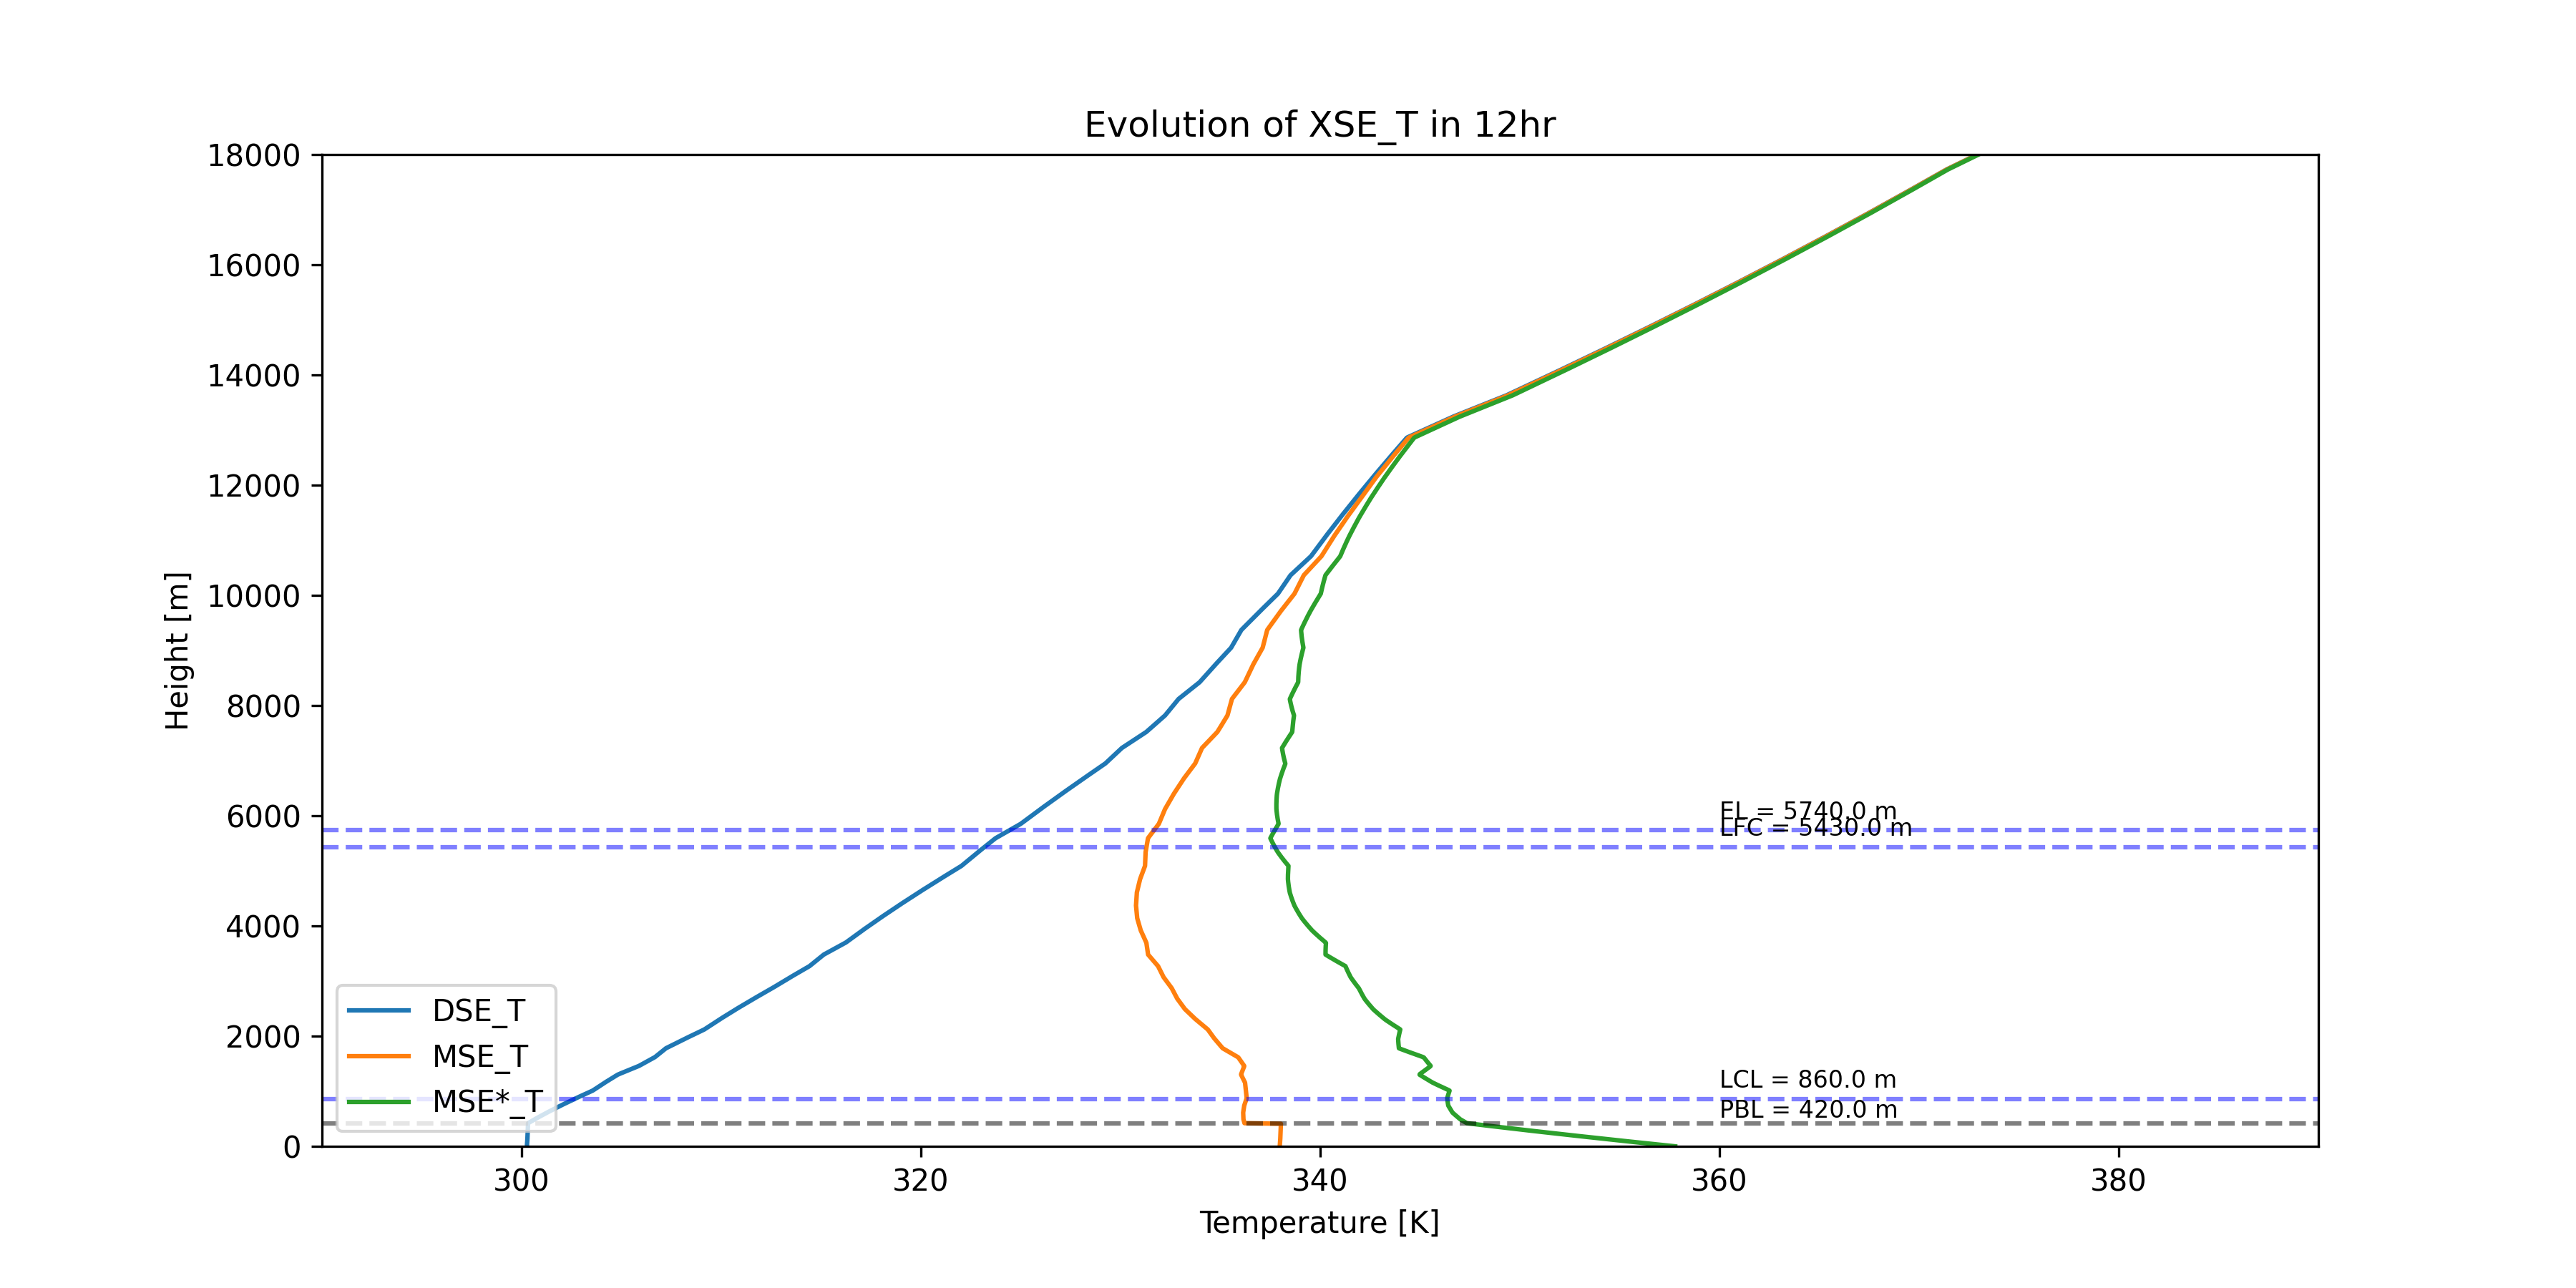 Evolution of XSE_T in 12hr
18000
16000
14000
12000
10000
8000
6000
4000
2000
0
Height [m]
EL = 5740.0 m
LFC = 5430.0 m
LCL = 860.0 m
PBL = 420.0 m
DSE_T
MSE_T
MSE*_T
300
320
340
360
380
Temperature [K]